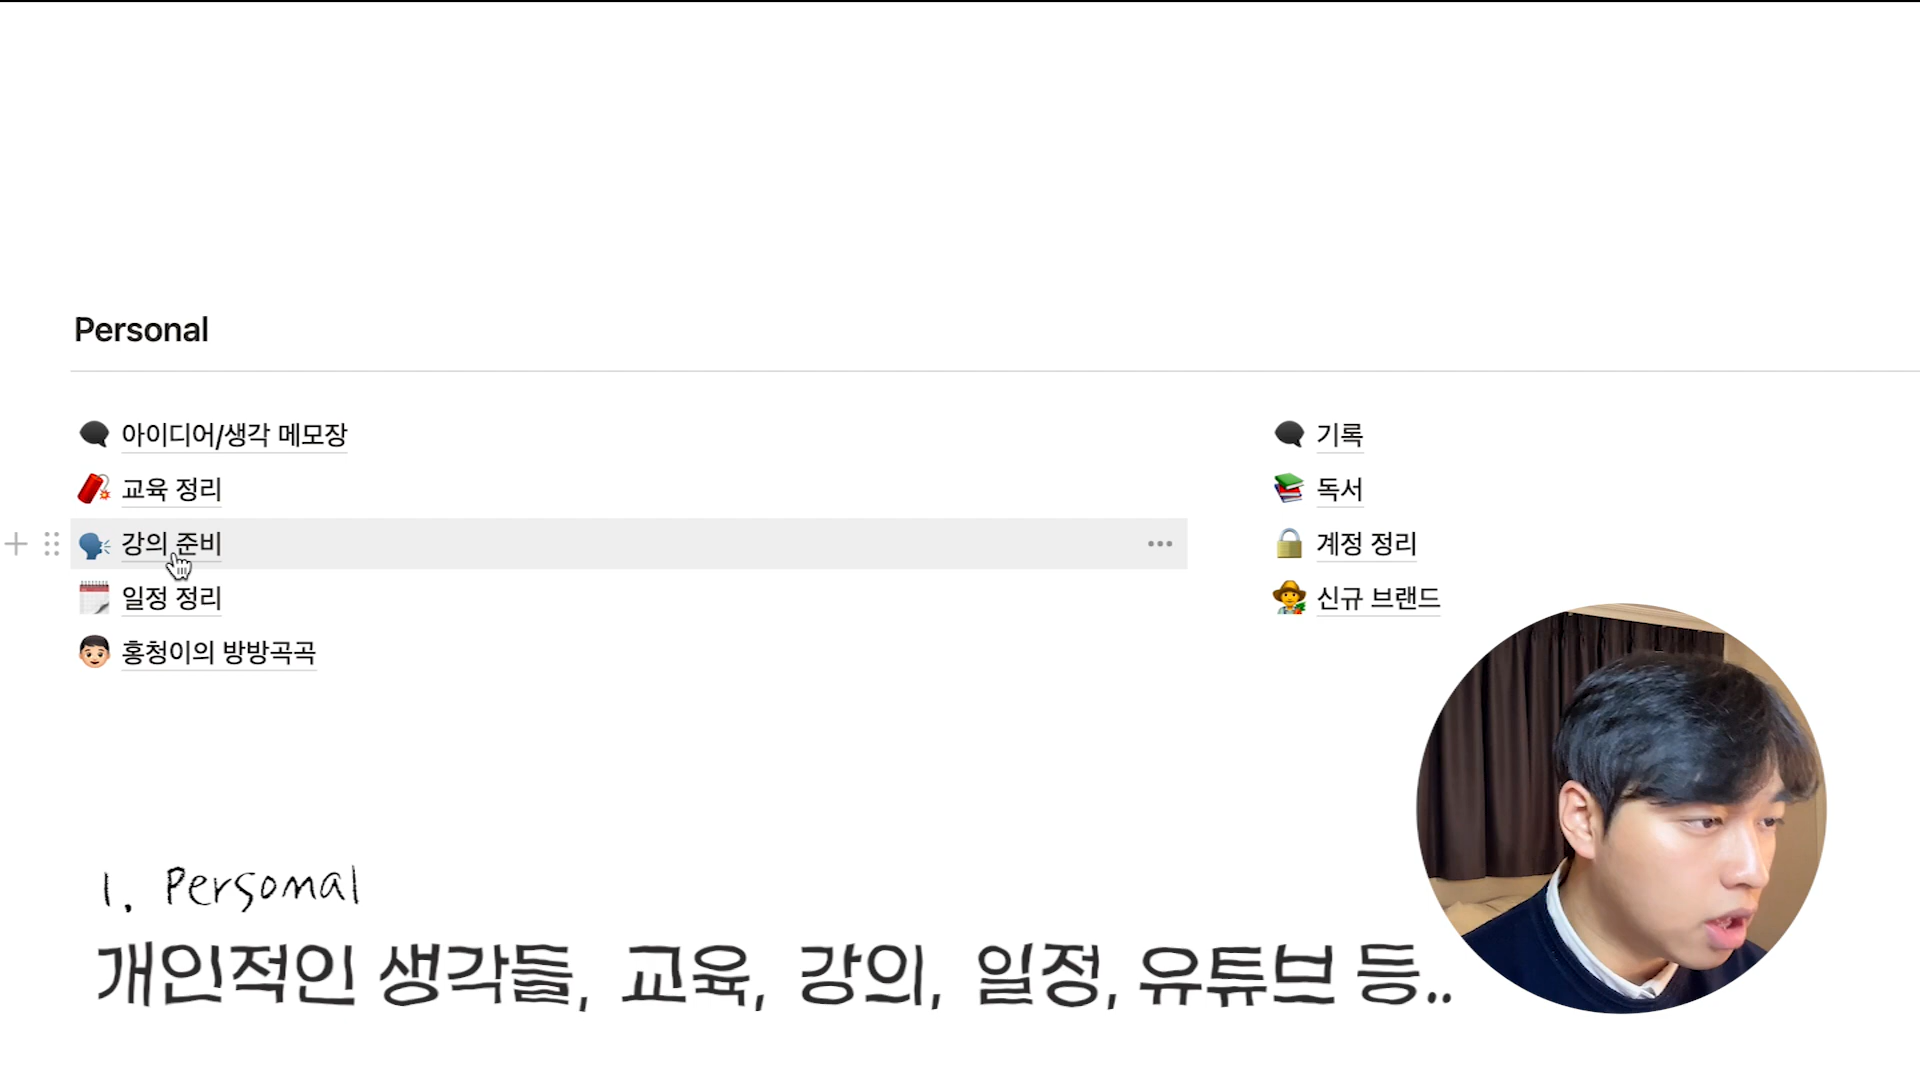 Personal
아이디어/생각 메모장
교육 정리
강의 준비
일정 정리
홍청이의 방방곡곡
기록
독서
계정 정리
신규 브랜드
1. Personal
개인적인 생각들, 교육, 강의, 일정, 유튜브 등..